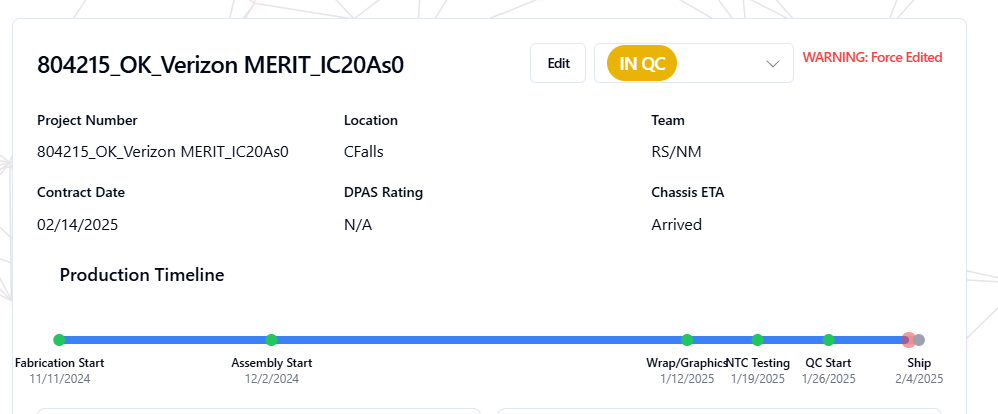 804215_OK_Verizon MERIT_IC20As0
Edit
IN QC
WARNING: Force Edited
Project Number
Location
Team
804215_OK_Verizon MERIT_IC20As0
CFalls
RS/NM
Contract Date
DPAS Rating
Chassis ETA
02/14/2025
N/A
Arrived
Production Timeline
Fabrication Start
Assembly Start
Wrap/Graphics
NTC Testing
QC Start
Ship
11/11/2024
12/2/2024
1/12/2025
1/19/2025
1/26/2025
2/4/2025